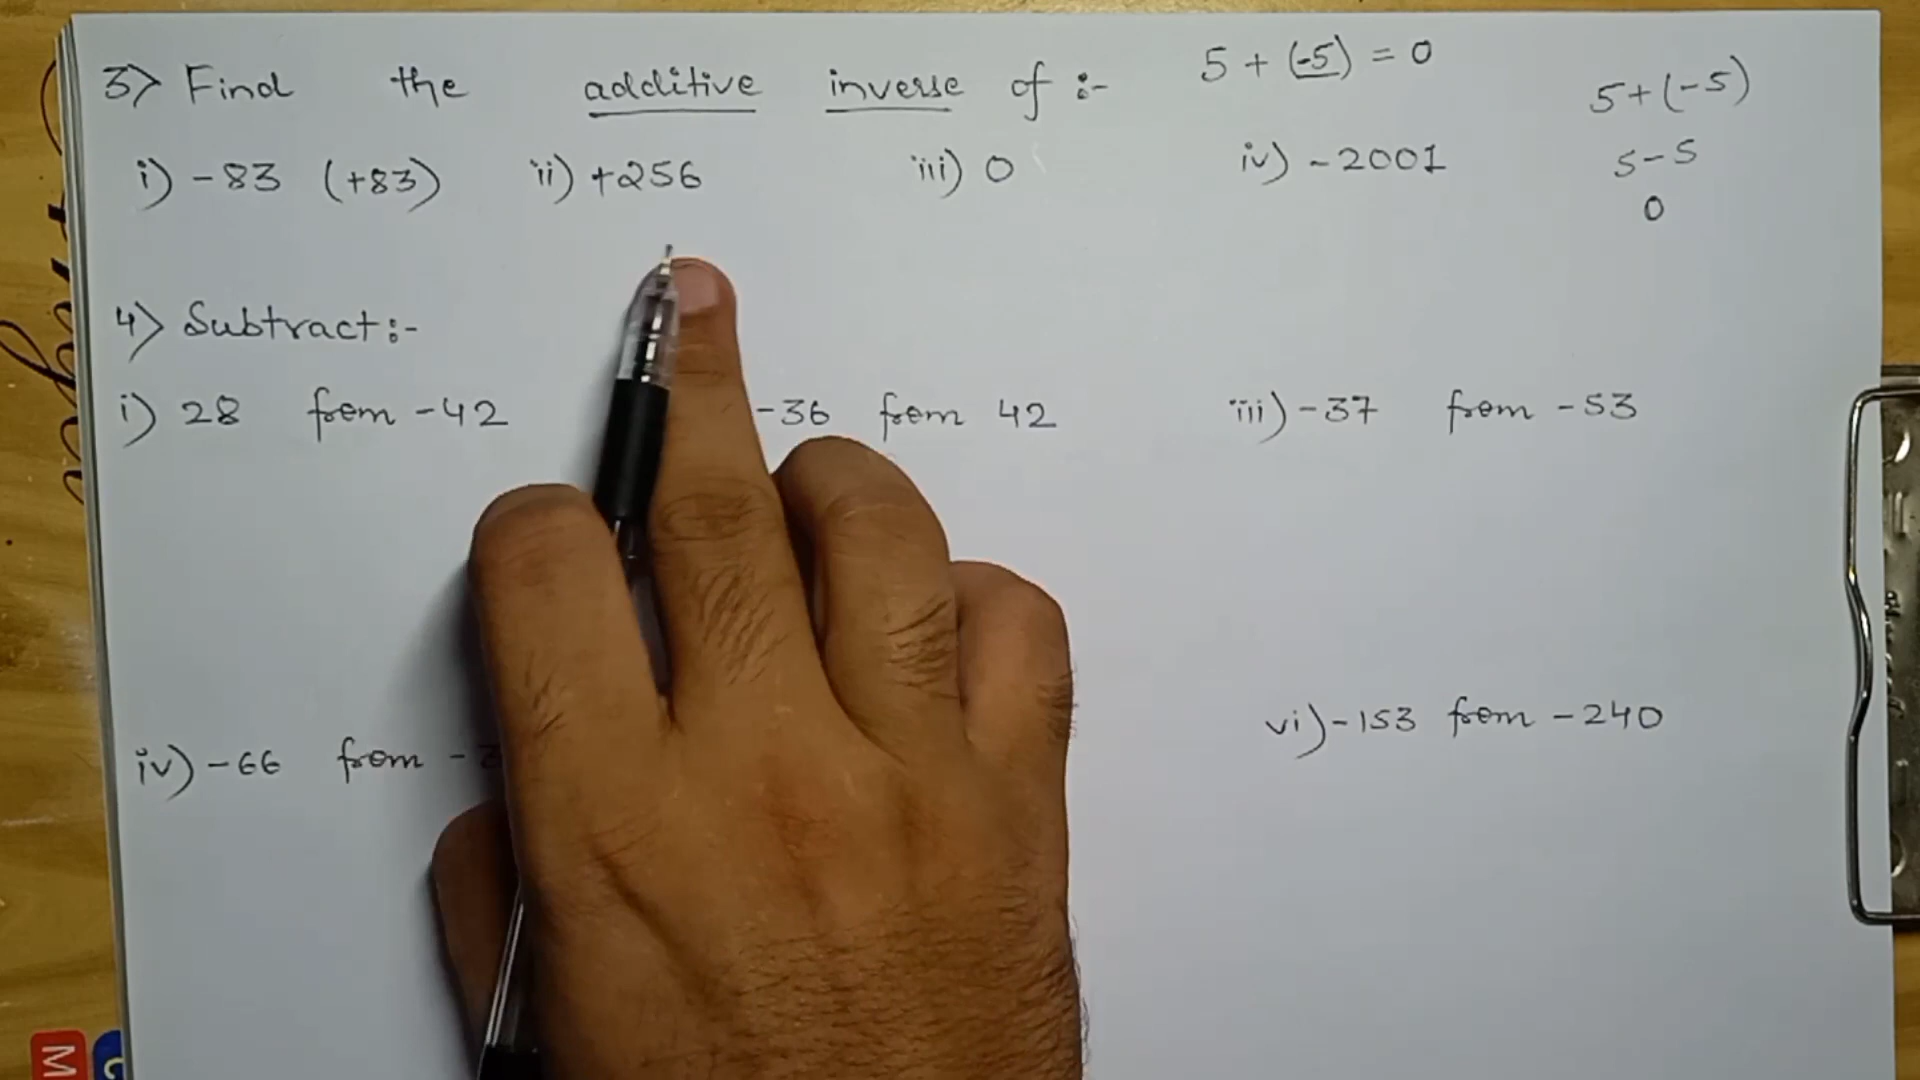 3) Find the additive inverse of :- 5 + (-5) = 0
5+(-5)
i) -83 (+83) ii) +256 iii) 0 iv) -2001
5-5
0
4) Subtract:-
i) 28 from -42 -36 from 42 iii) -37 from -53
iv) -66 from - vi) -153 from -240
M